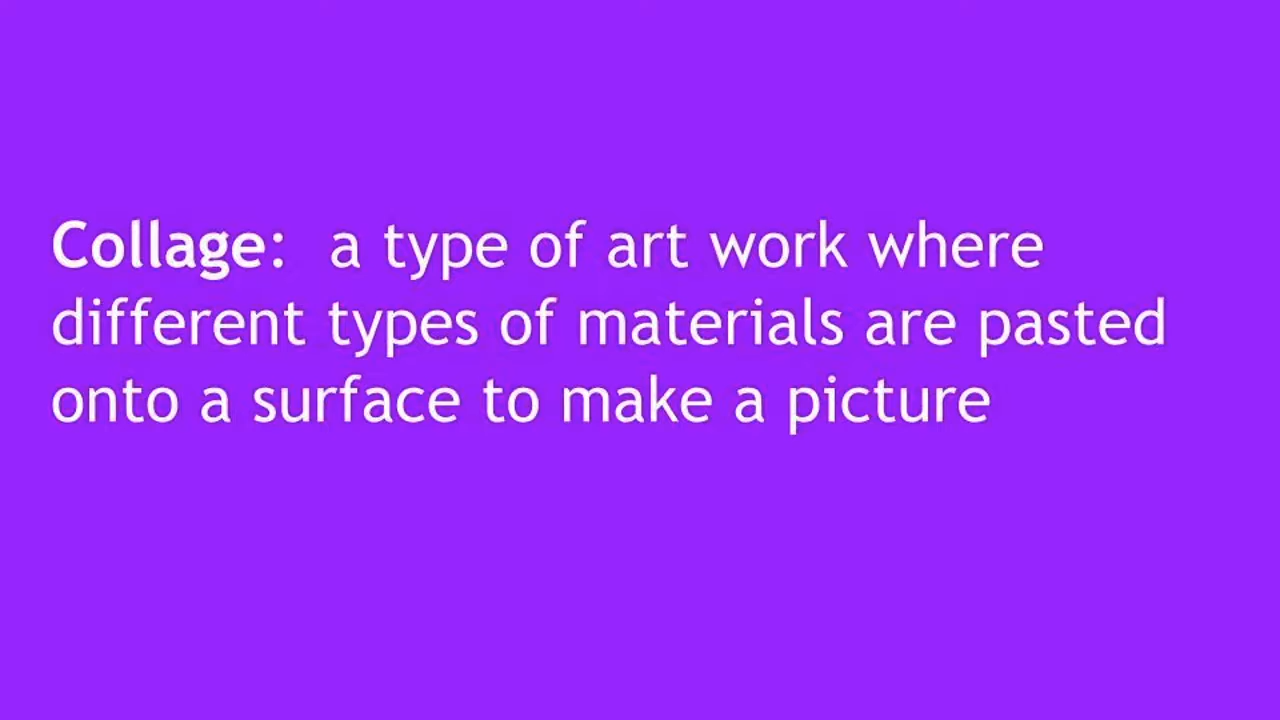 Collage:  a type of art work where
different types of materials are pasted
onto a surface to make a picture